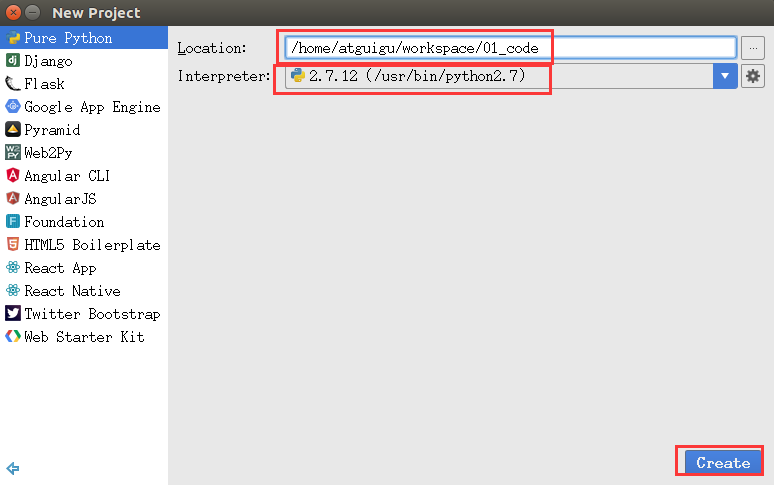 New Project
Pure Python
Django
Flask
Google App Engine
Pyramid
Web2Py
Angular CLI
AngularJS
Foundation
HTML5 Boilerplate
React App
React Native
Twitter Bootstrap
Web Starter Kit
Location: /home/atguigu/workspace/01_code ...
Interpreter: 2.7.12 (/usr/bin/python2.7)
Create